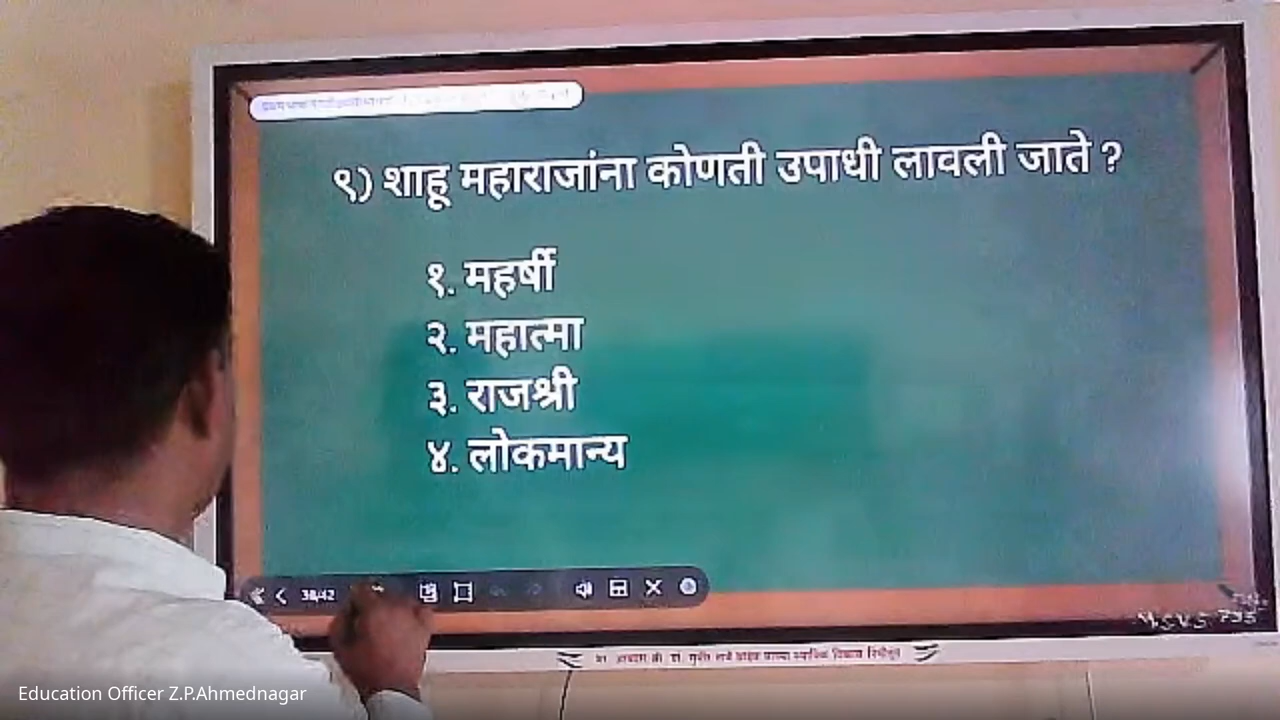 ९) शाहू महाराजांना कोणती उपाधी लावली जाते ?
१. महर्षी
२. महात्मा
३. राजश्री
४. लोकमान्य
38/42
Education Officer Z.P.Ahmednagar